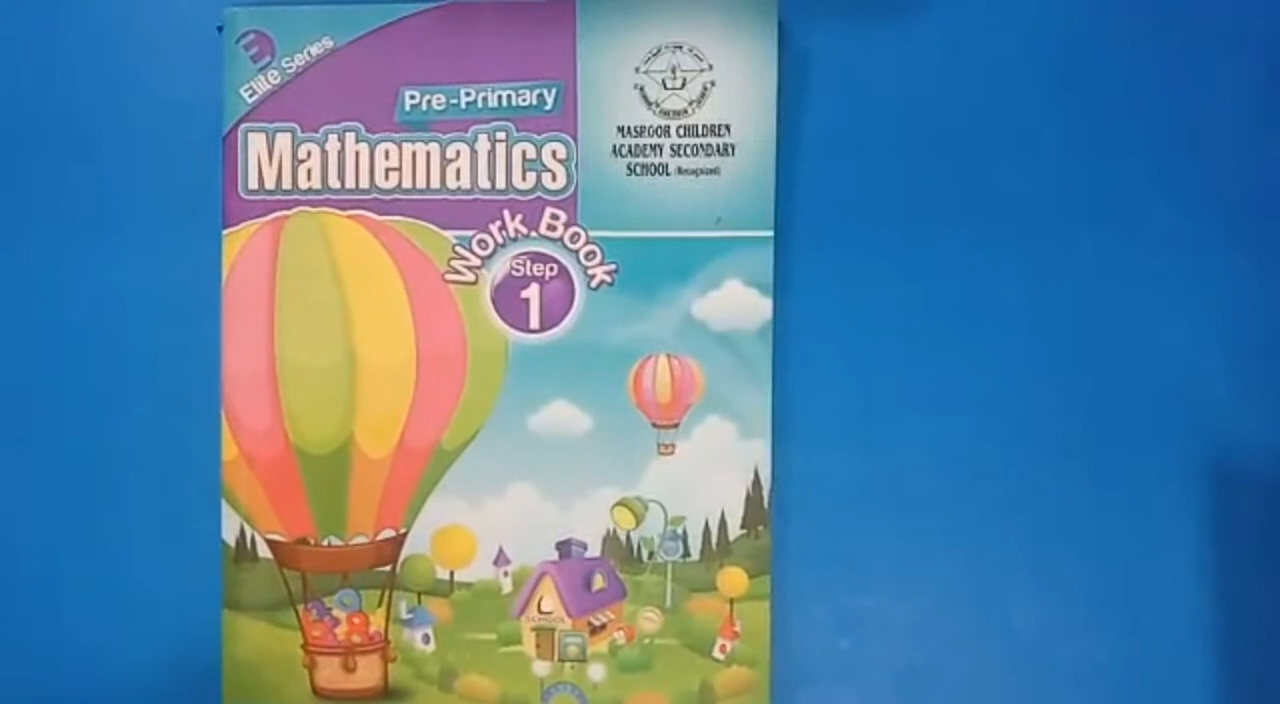 Elite Series
Pre-Primary
Mathematics
Work Book
Step
1
MASROOR CHILDREN
ACADEMY SECONDARY
SCHOOL (Recognized)
SCHOOL